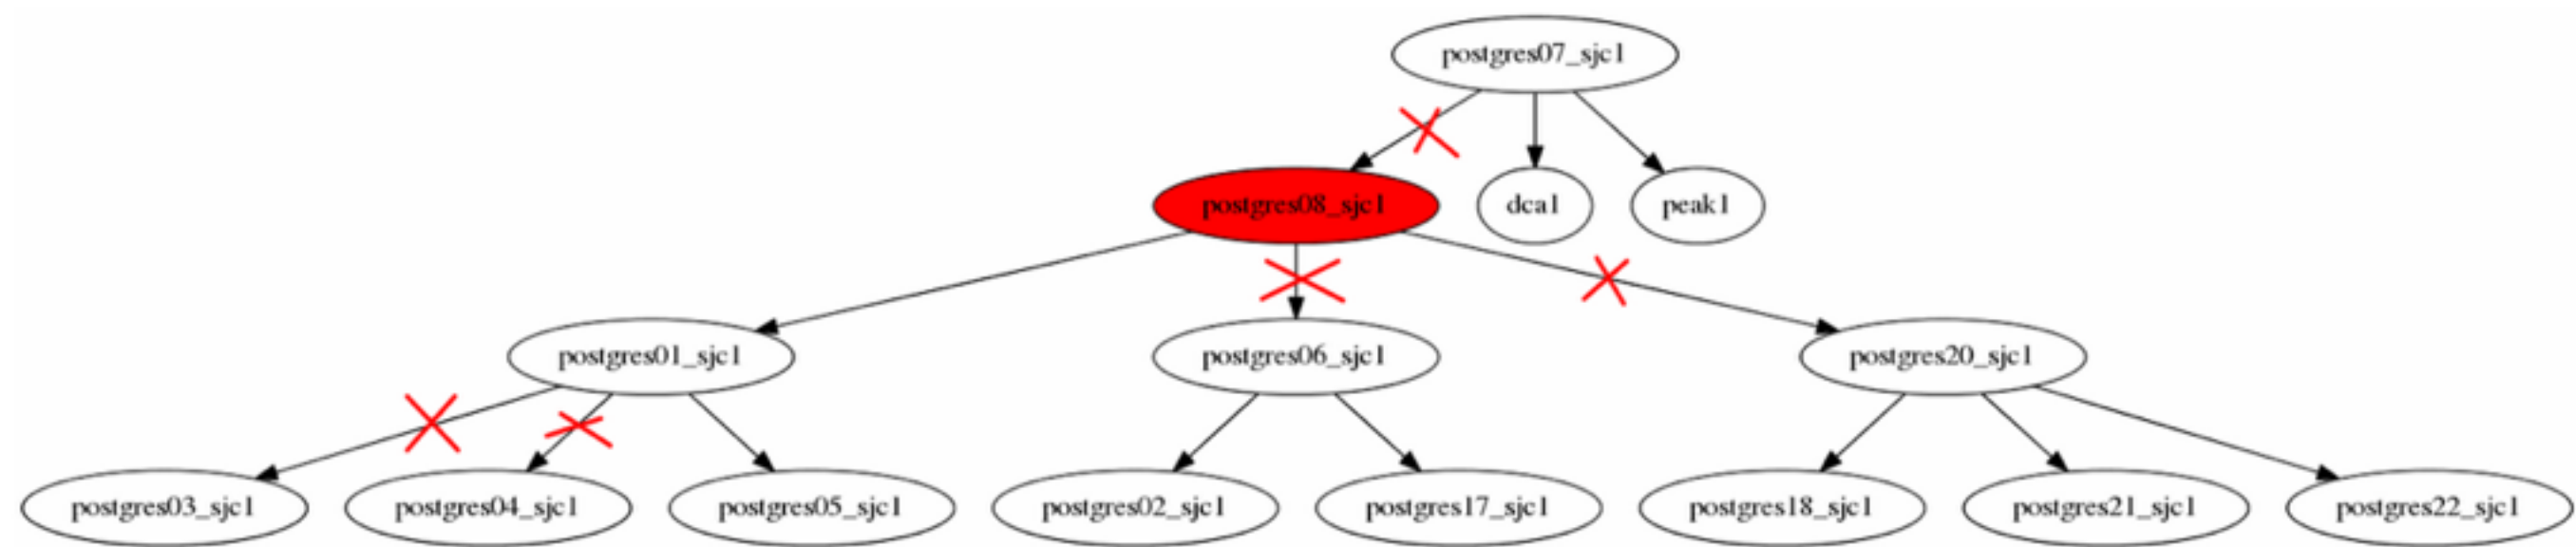 postgres07_sjc1
postgres08_sjc1
dca1
peak1
postgres01_sjc1
postgres06_sjc1
postgres20_sjc1
postgres03_sjc1
postgres04_sjc1
postgres05_sjc1
postgres02_sjc1
postgres17_sjc1
postgres18_sjc1
postgres21_sjc1
postgres22_sjc1